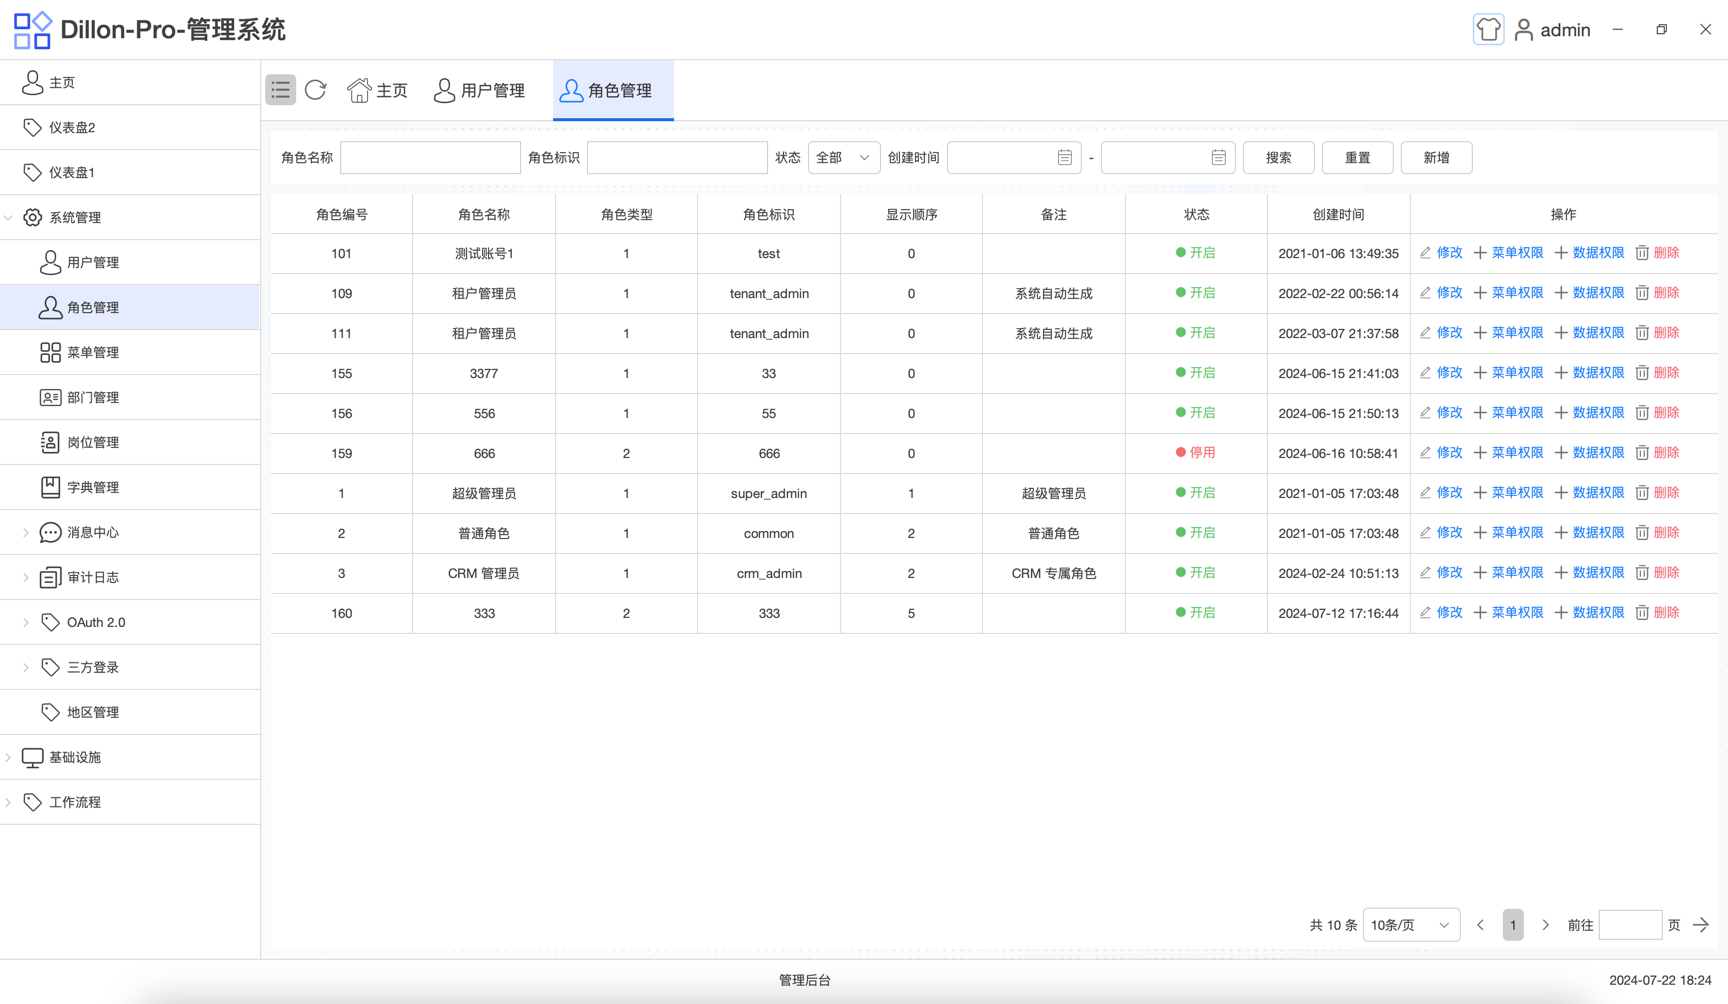 Dillon-Pro-管理系统
admin
主页
仪表盘2
仪表盘1
系统管理
用户管理
角色管理
菜单管理
部门管理
岗位管理
字典管理
消息中心
审计日志
OAuth 2.0
三方登录
地区管理
基础设施
工作流程
主页 用户管理 角色管理
角色名称 角色标识 状态 全部 创建时间 - 搜索 重置 新增
角色编号 角色名称 角色类型 角色标识 显示顺序 备注 状态 创建时间 操作
101 测试账号1 1 test 0 开启 2021-01-06 13:49:35 修改 菜单权限 数据权限 删除
109 租户管理员 1 tenant_admin 0 系统自动生成 开启 2022-02-22 00:56:14 修改 菜单权限 数据权限 删除
111 租户管理员 1 tenant_admin 0 系统自动生成 开启 2022-03-07 21:37:58 修改 菜单权限 数据权限 删除
155 3377 1 33 0 开启 2024-06-15 21:41:03 修改 菜单权限 数据权限 删除
156 556 1 55 0 开启 2024-06-15 21:50:13 修改 菜单权限 数据权限 删除
159 666 2 666 0 停用 2024-06-16 10:58:41 修改 菜单权限 数据权限 删除
1 超级管理员 1 super_admin 1 超级管理员 开启 2021-01-05 17:03:48 修改 菜单权限 数据权限 删除
2 普通角色 1 common 2 普通角色 开启 2021-01-05 17:03:48 修改 菜单权限 数据权限 删除
3 CRM 管理员 1 crm_admin 2 CRM 专属角色 开启 2024-02-24 10:51:13 修改 菜单权限 数据权限 删除
160 333 2 333 5 开启 2024-07-12 17:16:44 修改 菜单权限 数据权限 删除
共 10 条 10条/页 1 前往 页
管理后台
2024-07-22 18:24